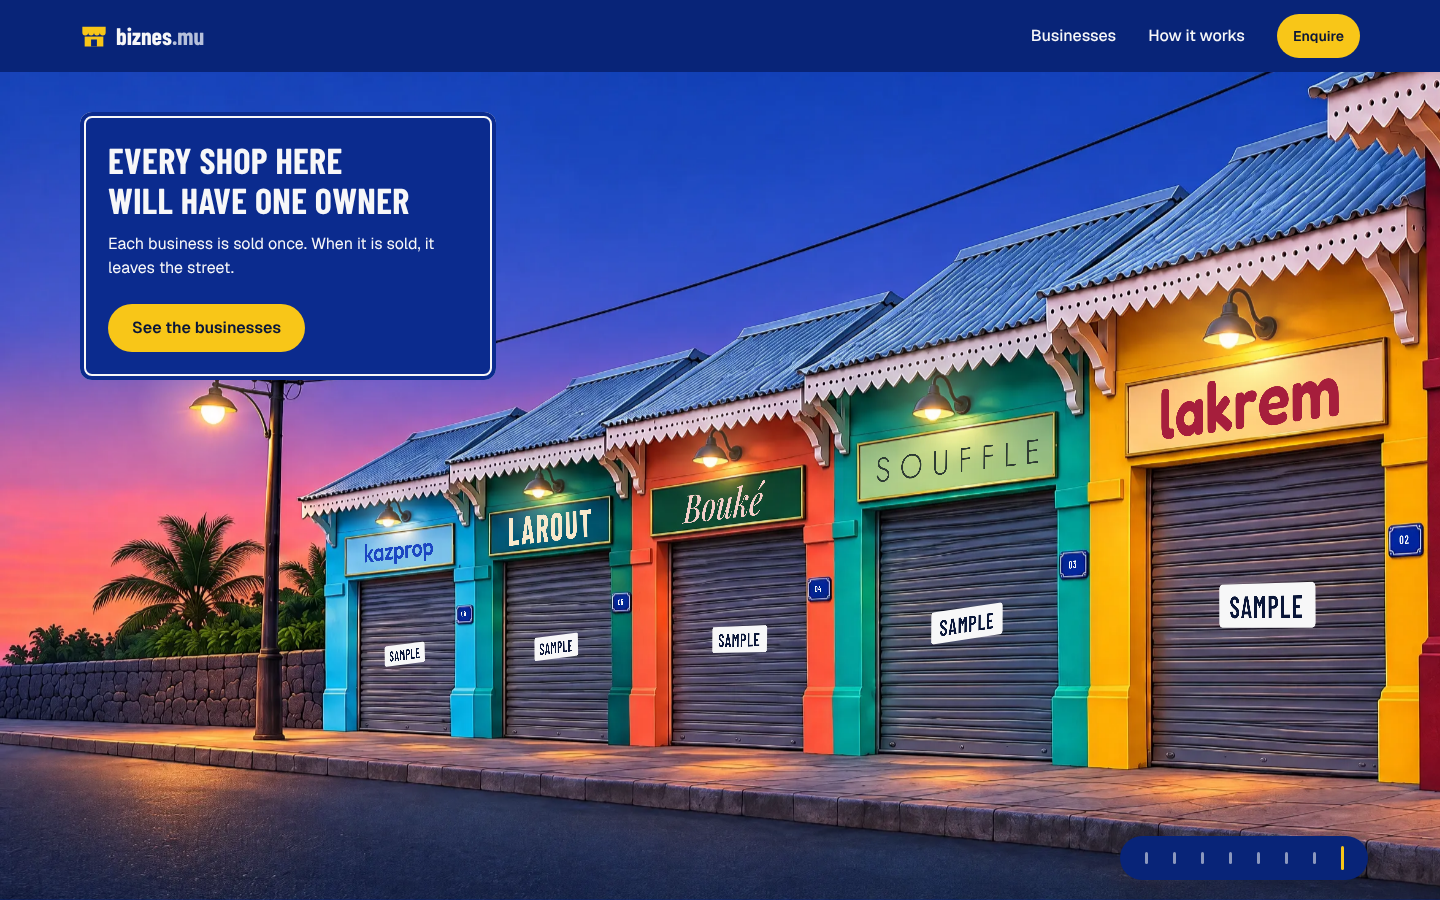 biznes.mu
Businesses
How it works
Enquire
EVERY SHOP HERE
WILL HAVE ONE OWNER
Each business is sold once. When it is sold, it
leaves the street.
See the businesses
kazprop
LAROUT
Bouké
SOUFFLE
lakrem
04
03
02
SAMPLE
SAMPLE
SAMPLE
SAMPLE
SAMPLE